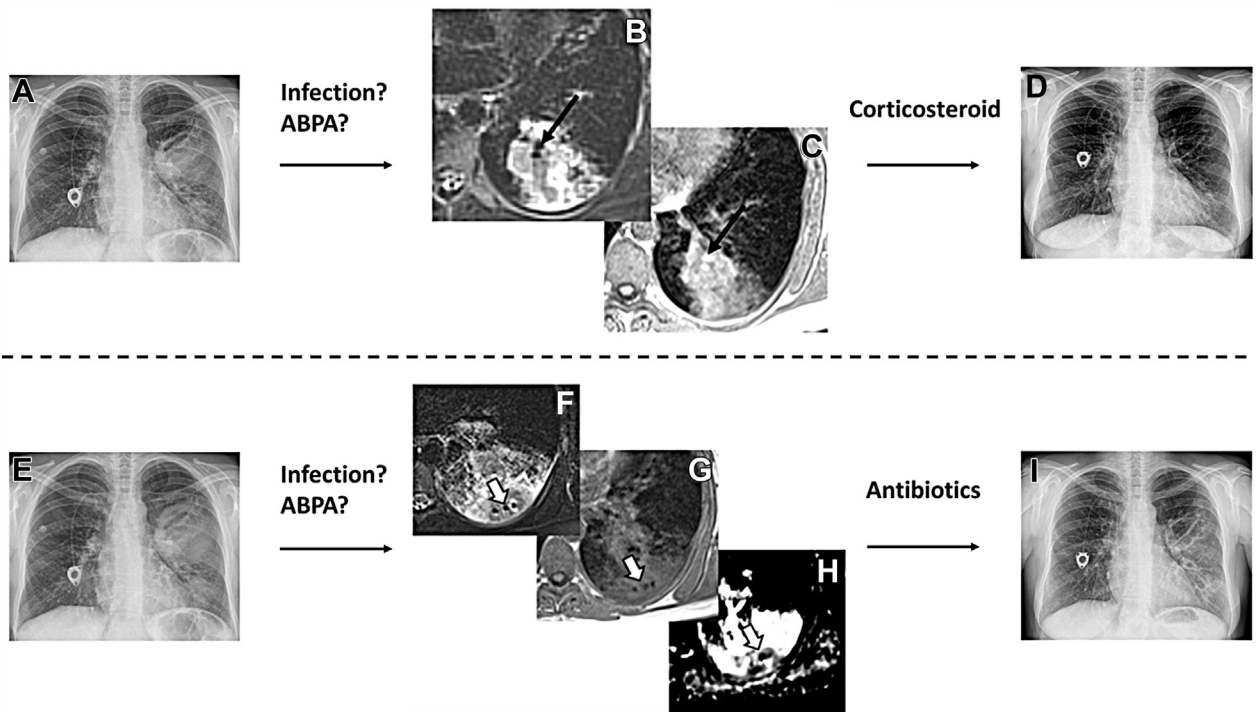 A
Infection?
ABPA?
B
C
Corticosteroid
D
E
Infection?
ABPA?
F
G
H
Antibiotics
I